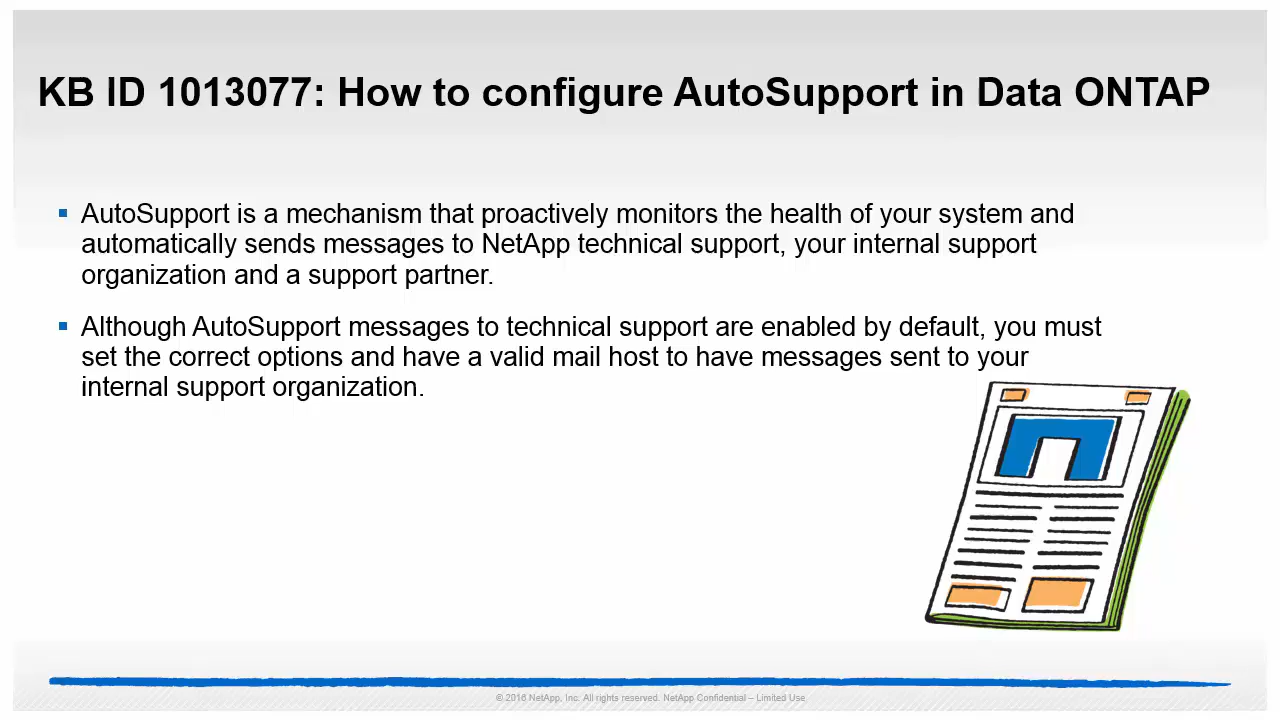 KB ID 1013077: How to configure AutoSupport in Data ONTAP
AutoSupport is a mechanism that proactively monitors the health of your system and
automatically sends messages to NetApp technical support, your internal support
organization and a support partner.
Although AutoSupport messages to technical support are enabled by default, you must
set the correct options and have a valid mail host to have messages sent to your
internal support organization.
© 2016 NetApp, Inc. All rights reserved. NetApp Confidential – Limited Use